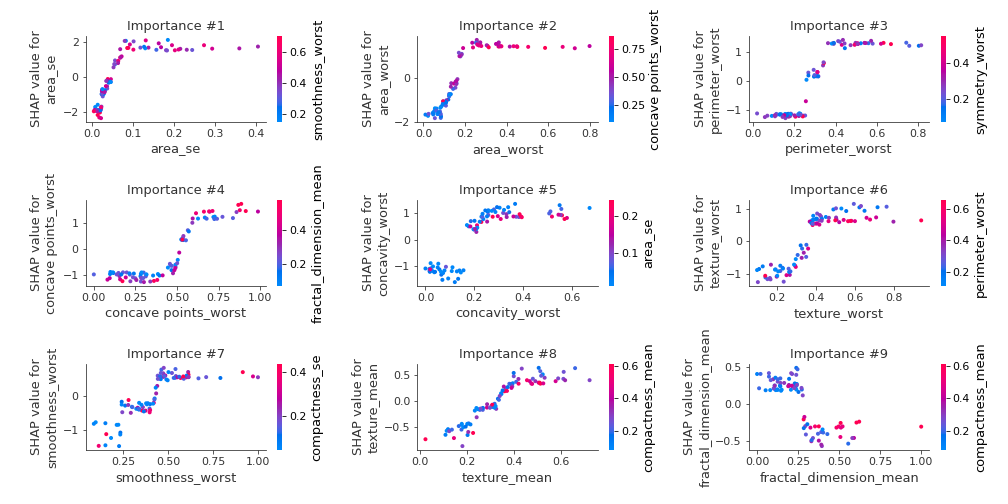 Importance #1
SHAP value for
area_se
2
0
−2
0.0 0.1 0.2 0.3 0.4
area_se
0.6
0.4
0.2
smoothness_worst
Importance #2
SHAP value for
area_worst
0
−2
0.0 0.2 0.4 0.6 0.8
area_worst
0.75
0.50
0.25
concave points_worst
Importance #3
SHAP value for
perimeter_worst
1
0
−1
0.0 0.2 0.4 0.6 0.8
perimeter_worst
0.4
0.2
symmetry_worst
Importance #4
SHAP value for
concave points_worst
1
0
−1
0.00 0.25 0.50 0.75 1.00
concave points_worst
0.4
0.2
fractal_dimension_mean
Importance #5
SHAP value for
concavity_worst
1
0
−1
0.0 0.2 0.4 0.6
concavity_worst
0.2
0.1
area_se
Importance #6
SHAP value for
texture_worst
1
0
−1
0.2 0.4 0.6 0.8
texture_worst
0.6
0.4
0.2
perimeter_worst
Importance #7
SHAP value for
smoothness_worst
0
−1
0.25 0.50 0.75 1.00
smoothness_worst
0.4
0.2
compactness_se
Importance #8
SHAP value for
texture_mean
0.5
0.0
−0.5
0.0 0.2 0.4 0.6
texture_mean
0.6
0.4
0.2
compactness_mean
Importance #9
SHAP value for
fractal_dimension_mean
0.5
0.0
−0.5
0.00 0.25 0.50 0.75 1.00
fractal_dimension_mean
0.6
0.4
0.2
compactness_mean